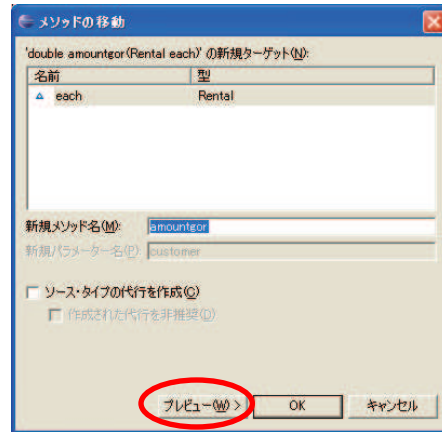 メソッドの移動
'double amountgor(Rental each)' の新規ターゲット(N):
名前 型
each Rental
新規メソッド名(M): amountgor
新規パラメーター名(P): customer
ソース・タイプの代行を作成(C)
作成された代行を非推奨(D)
プレビュー(W) > OK キャンセル